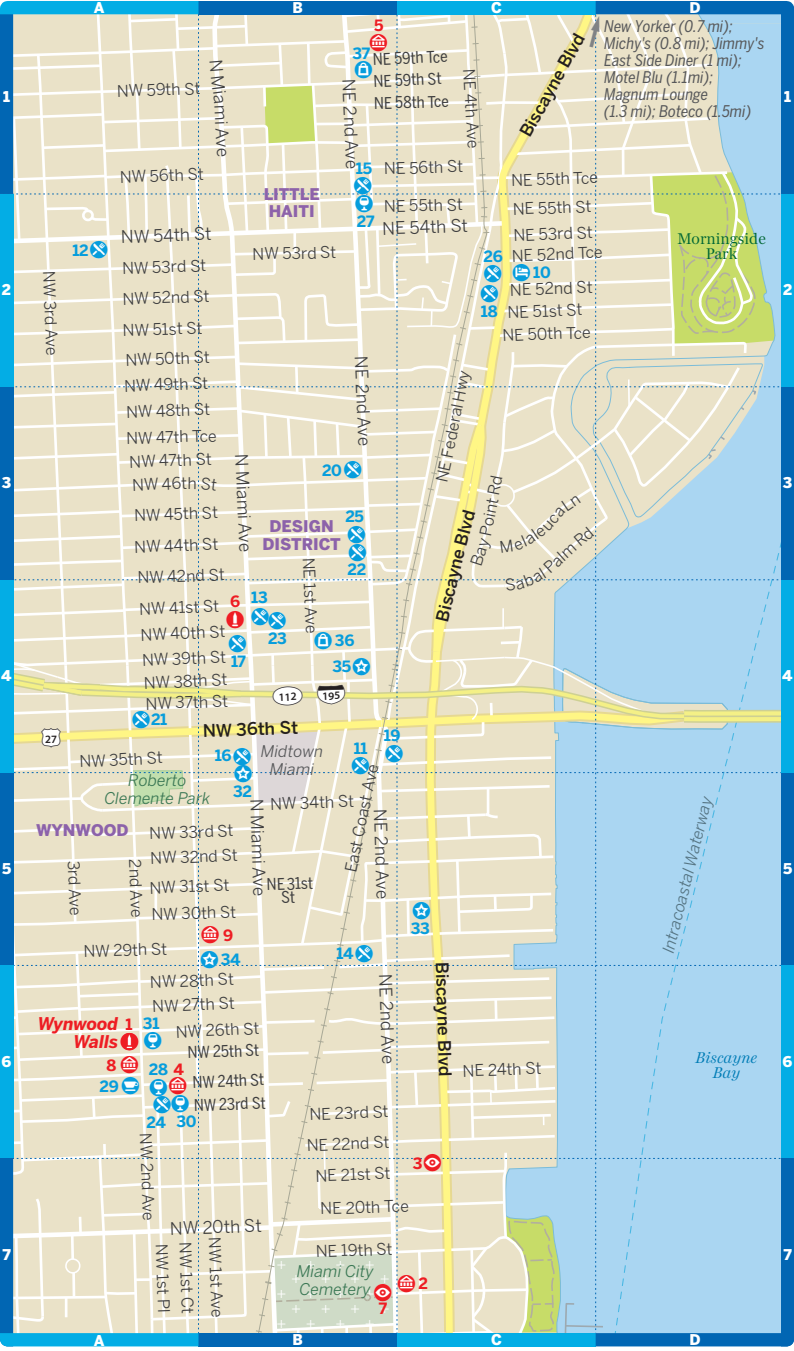 A B C D
New Yorker (0.7 mi);
Michy's (0.8 mi); Jimmy's
East Side Diner (1 mi);
Motel Blu (1.1mi);
Magnum Lounge
(1.3 mi); Boteco (1.5mi)
5
37
NE 59th Tce
NE 59th St
NE 58th Tce
NW 59th St
N Miami Ave
NE 2nd Ave
NE 4th Ave
Biscayne Blvd
1 1
NW 56th St
15
NE 56th St
NE 55th Tce
LITTLE
HAITI
27
NE 55th St
NE 55th St
NE 54th St
NW 54th St
12
NE 53rd St
NW 53rd St
NW 53rd St
26
NE 52nd Tce
10
Morningside
Park
NW 3rd Ave
2 2
NW 52nd St
NE 52nd St
18
NE 51st St
NW 51st St
NE 50th Tce
NW 50th St
NW 49th St
NE 2nd Ave
NW 48th St
NE Federal Hwy
NW 47th Tce
NW 47th St
20
N Miami Ave
NW 46th St
3 3
Bay Point Rd
MelaleucaLn
Sabal Palm Rd
NW 45th St
25
DESIGN
DISTRICT
NW 44th St
22
Biscayne Blvd
NW 42nd St
NE 1st Ave
6
13
NW 41st St
23
NW 40th St
17
36
NW 39th St
35
4 4
NW 38th St
112
195
NW 37th St
21
NW 36th St
27
19
16
Midtown
Miami
11
NW 35th St
32
Roberto
Clemente Park
NW 34th St
East Coast Ave
NE 2nd Ave
N Miami Ave
WYNWOOD
NW 33rd St
NW 32nd St
3rd Ave
2nd Ave
5 5
NW 31st St
NE 31st
St
Intracoastal Waterway
NW 30th St
33
9
NW 29th St
34
14
NW 28th St
NE 2nd Ave
Biscayne Blvd
NW 27th St
Wynwood
Walls
1
31
NW 26th St
NW 25th St
8
6 6
Biscayne
Bay
NE 24th St
28
4
29
NW 24th St
24
30
NW 23rd St
NE 23rd St
NW 2nd Ave
NE 22nd St
3
NE 21st St
NE 20th Tce
NW 20th St
NE 19th St
7 7
NW 1st Pl
NW 1st Ct
NW 1st Ave
Miami City
Cemetery
2
7
A B C D